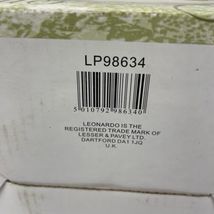 LP98634
5 010792 986340
LEONARDO IS THE
REGISTERED TRADE MARK OF
LESSER & PAVEY LTD.
DARTFORD DA1 1JQ
U.K.